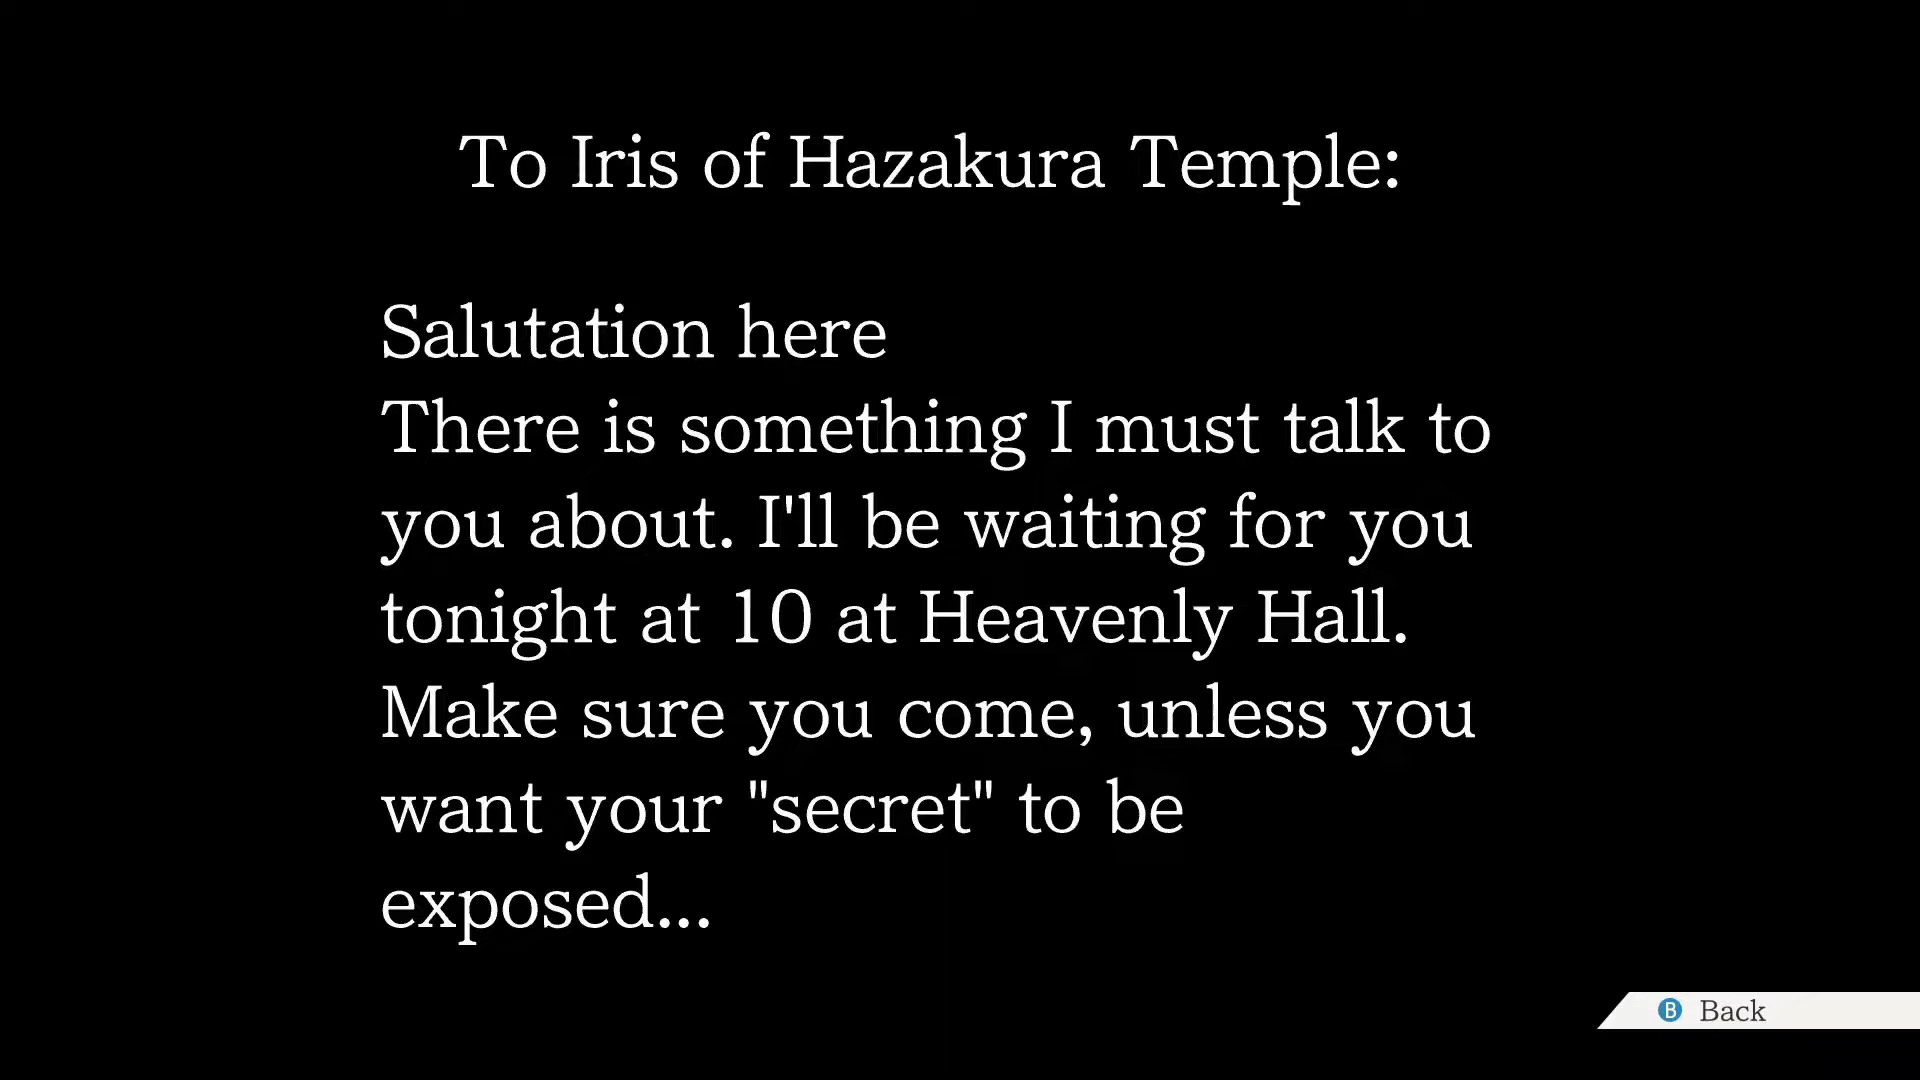 To Iris of Hazakura Temple:
Salutation here
There is something I must talk to
you about. I'll be waiting for you
tonight at 10 at Heavenly Hall.
Make sure you come, unless you
want your "secret" to be
exposed...
B Back